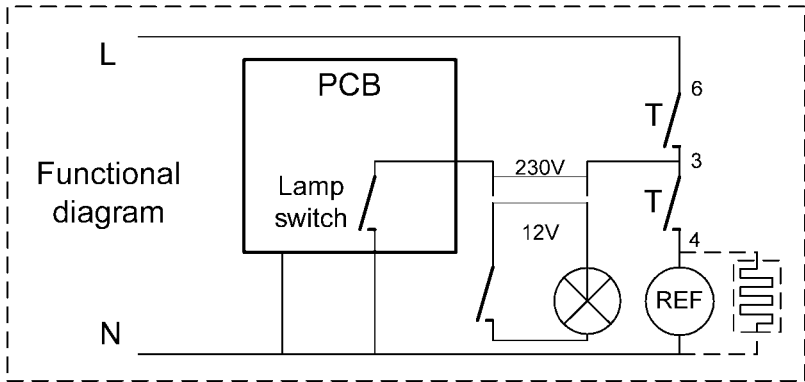 L
PCB
6
T
3
230V
Functional
diagram
Lamp
switch
T
12V
4
REF
N